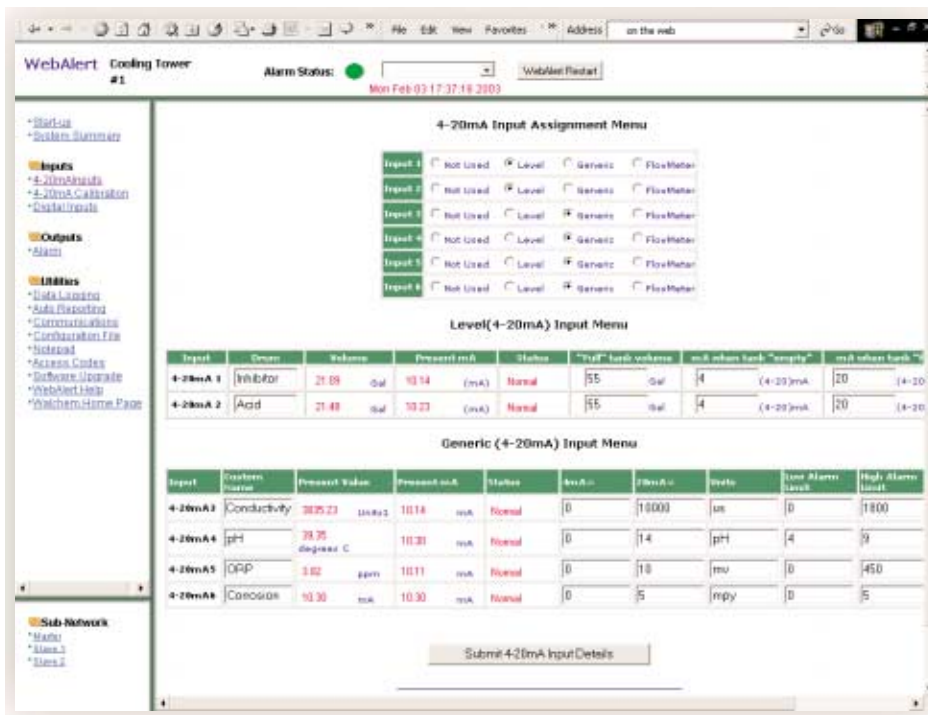 File Edit View Favorites » Address on the web Go
WebAlert Cooling Tower #1
Alarm Status: WebAlert Restart
Mon Feb 03 17:37:16 2003
Start-up
System Summary
Inputs
4-20mA Inputs
4-20mA Calibration
Digital Inputs
Outputs
Alarm
Utilities
Data Logging
Auto Reporting
Communications
Configuration File
Notepad
Access Codes
Software Upgrade
WebAlert Help
Walchem Home Page
Sub-Network
Master
Slave 1
Slave 2
4-20mA Input Assignment Menu
Input 1 Not Used Level Generic FlowMeter
Input 2 Not Used Level Generic FlowMeter
Input 3 Not Used Level Generic FlowMeter
Input 4 Not Used Level Generic FlowMeter
Input 5 Not Used Level Generic FlowMeter
Input 6 Not Used Level Generic FlowMeter
Level(4-20mA) Input Menu
Input Drum Volume Present mA Status "Full" tank volume mA when tank "empty" mA when tank
4-20mA 1 Inhibitor 21.09 Gal 10.14 (mA) Normal 55 Gal 4 (4-20)mA 20 (4-20
4-20mA 2 Acid 21.40 Gal 10.23 (mA) Normal 55 Gal 4 (4-20)mA 20 (4-20
Generic (4-20mA) Input Menu
Input Custom Name Present Value Present mA Status 4mA = 20mA = Units Low Alarm Limit High Alarm Limit
4-20mA3 Conductivity 10.14 mA Normal 0 10000 us 0 1800
4-20mA4 pH 39.35 degrees C 10.30 mA Normal 0 14 pH 4 9
4-20mA5 ORP 3.82 ppm 10.11 mA Normal 0 10 mv 0 450
4-20mA6 Corrosion 10.30 mA 10.30 mA Normal 0 5 mpy 0 5
Submit 4-20mA Input Details